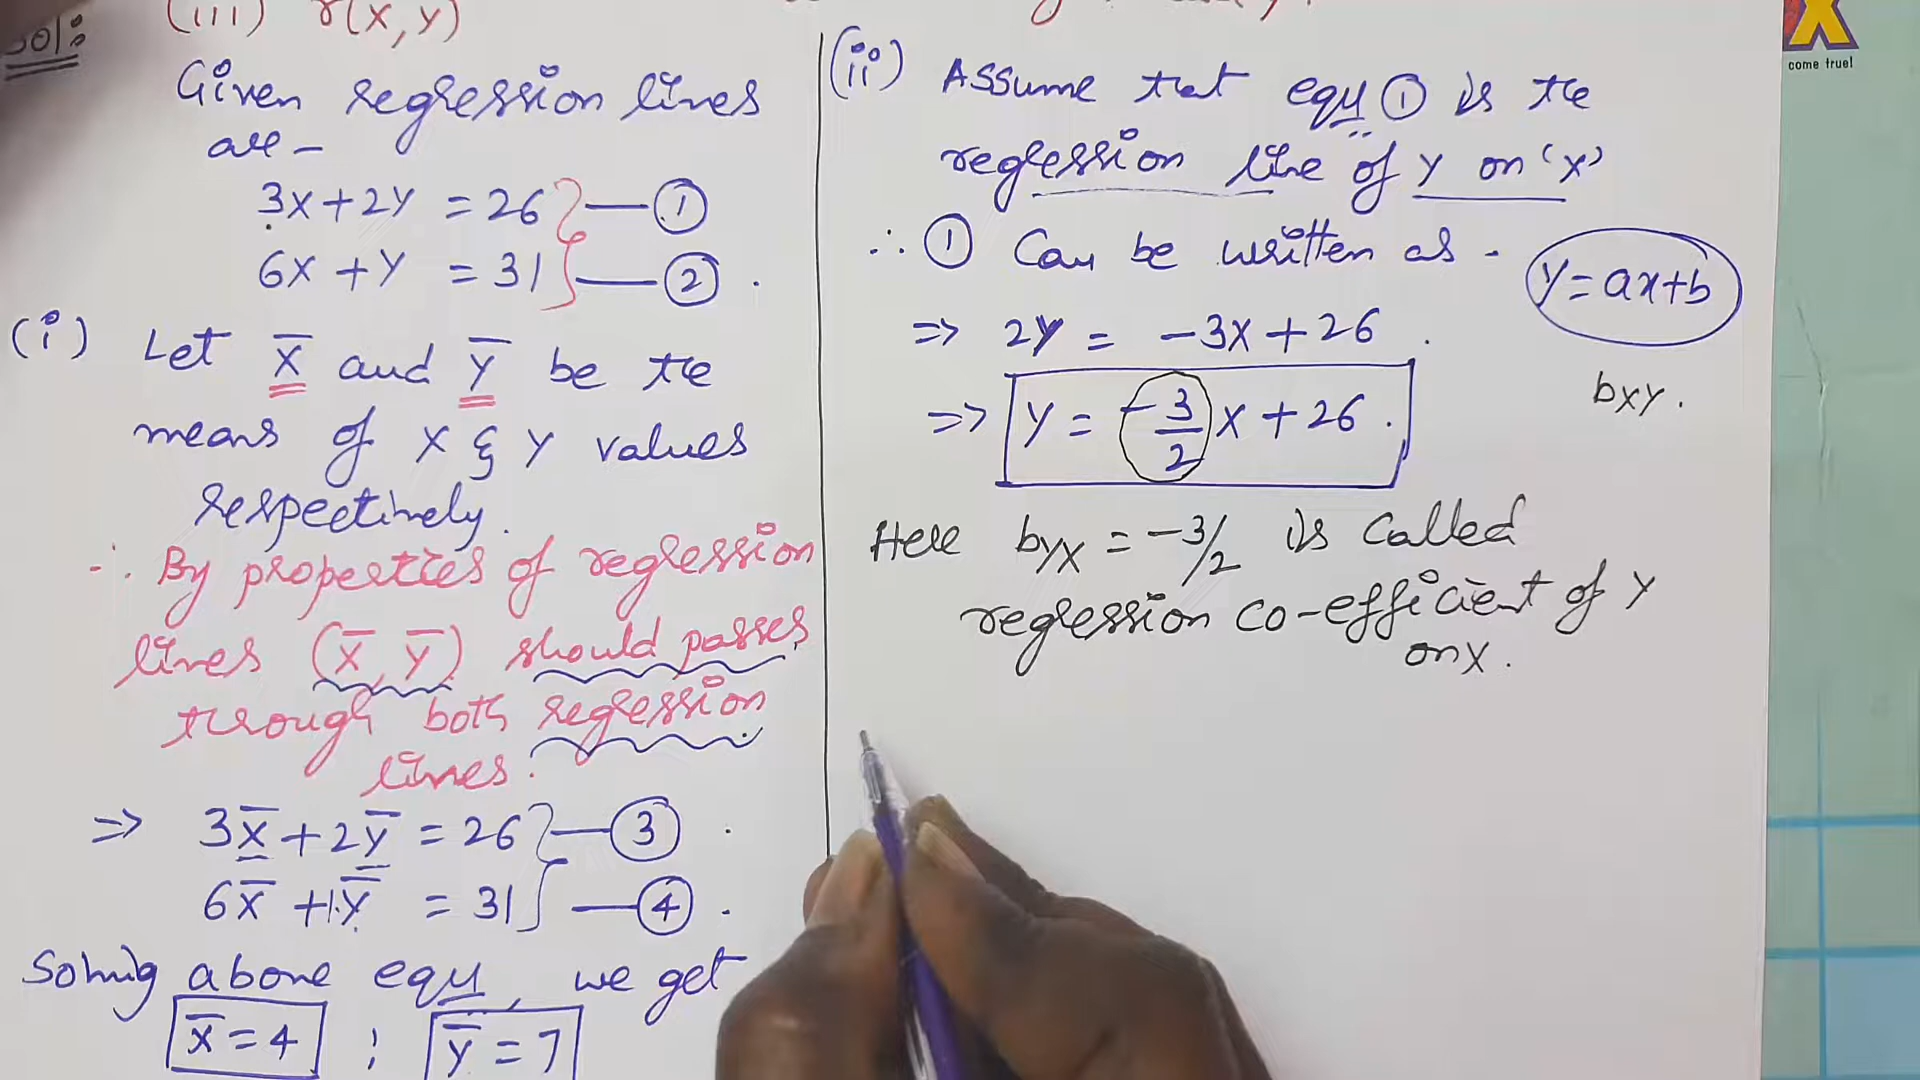 (iii) r(x, y)
Sol:
Given regression lines
are -
3x+2y = 26 — ①
6x + y = 31 — ② .
(i) Let x̅ and y̅ be the
means of x & y values
respectively.
∴ By properties of regression
lines (x̅, y̅) should passes
through both regression
lines.
=> 3x̅ + 2y̅ = 26 — ③ .
6x̅ + 1.y̅ = 31 — ④ .
Solving above equ, we get
x̅ = 4 ; y̅ = 7
(ii) Assume that equ ① is the
regression line of y on 'x'
∴ ① Can be written as -
y = ax+b
=> 2y = -3x + 26 .
=> y = -3/2 x + 26 .
bxy .
Here byx = -3/2 is called
regression co-efficient of y
on x .
X
come true!